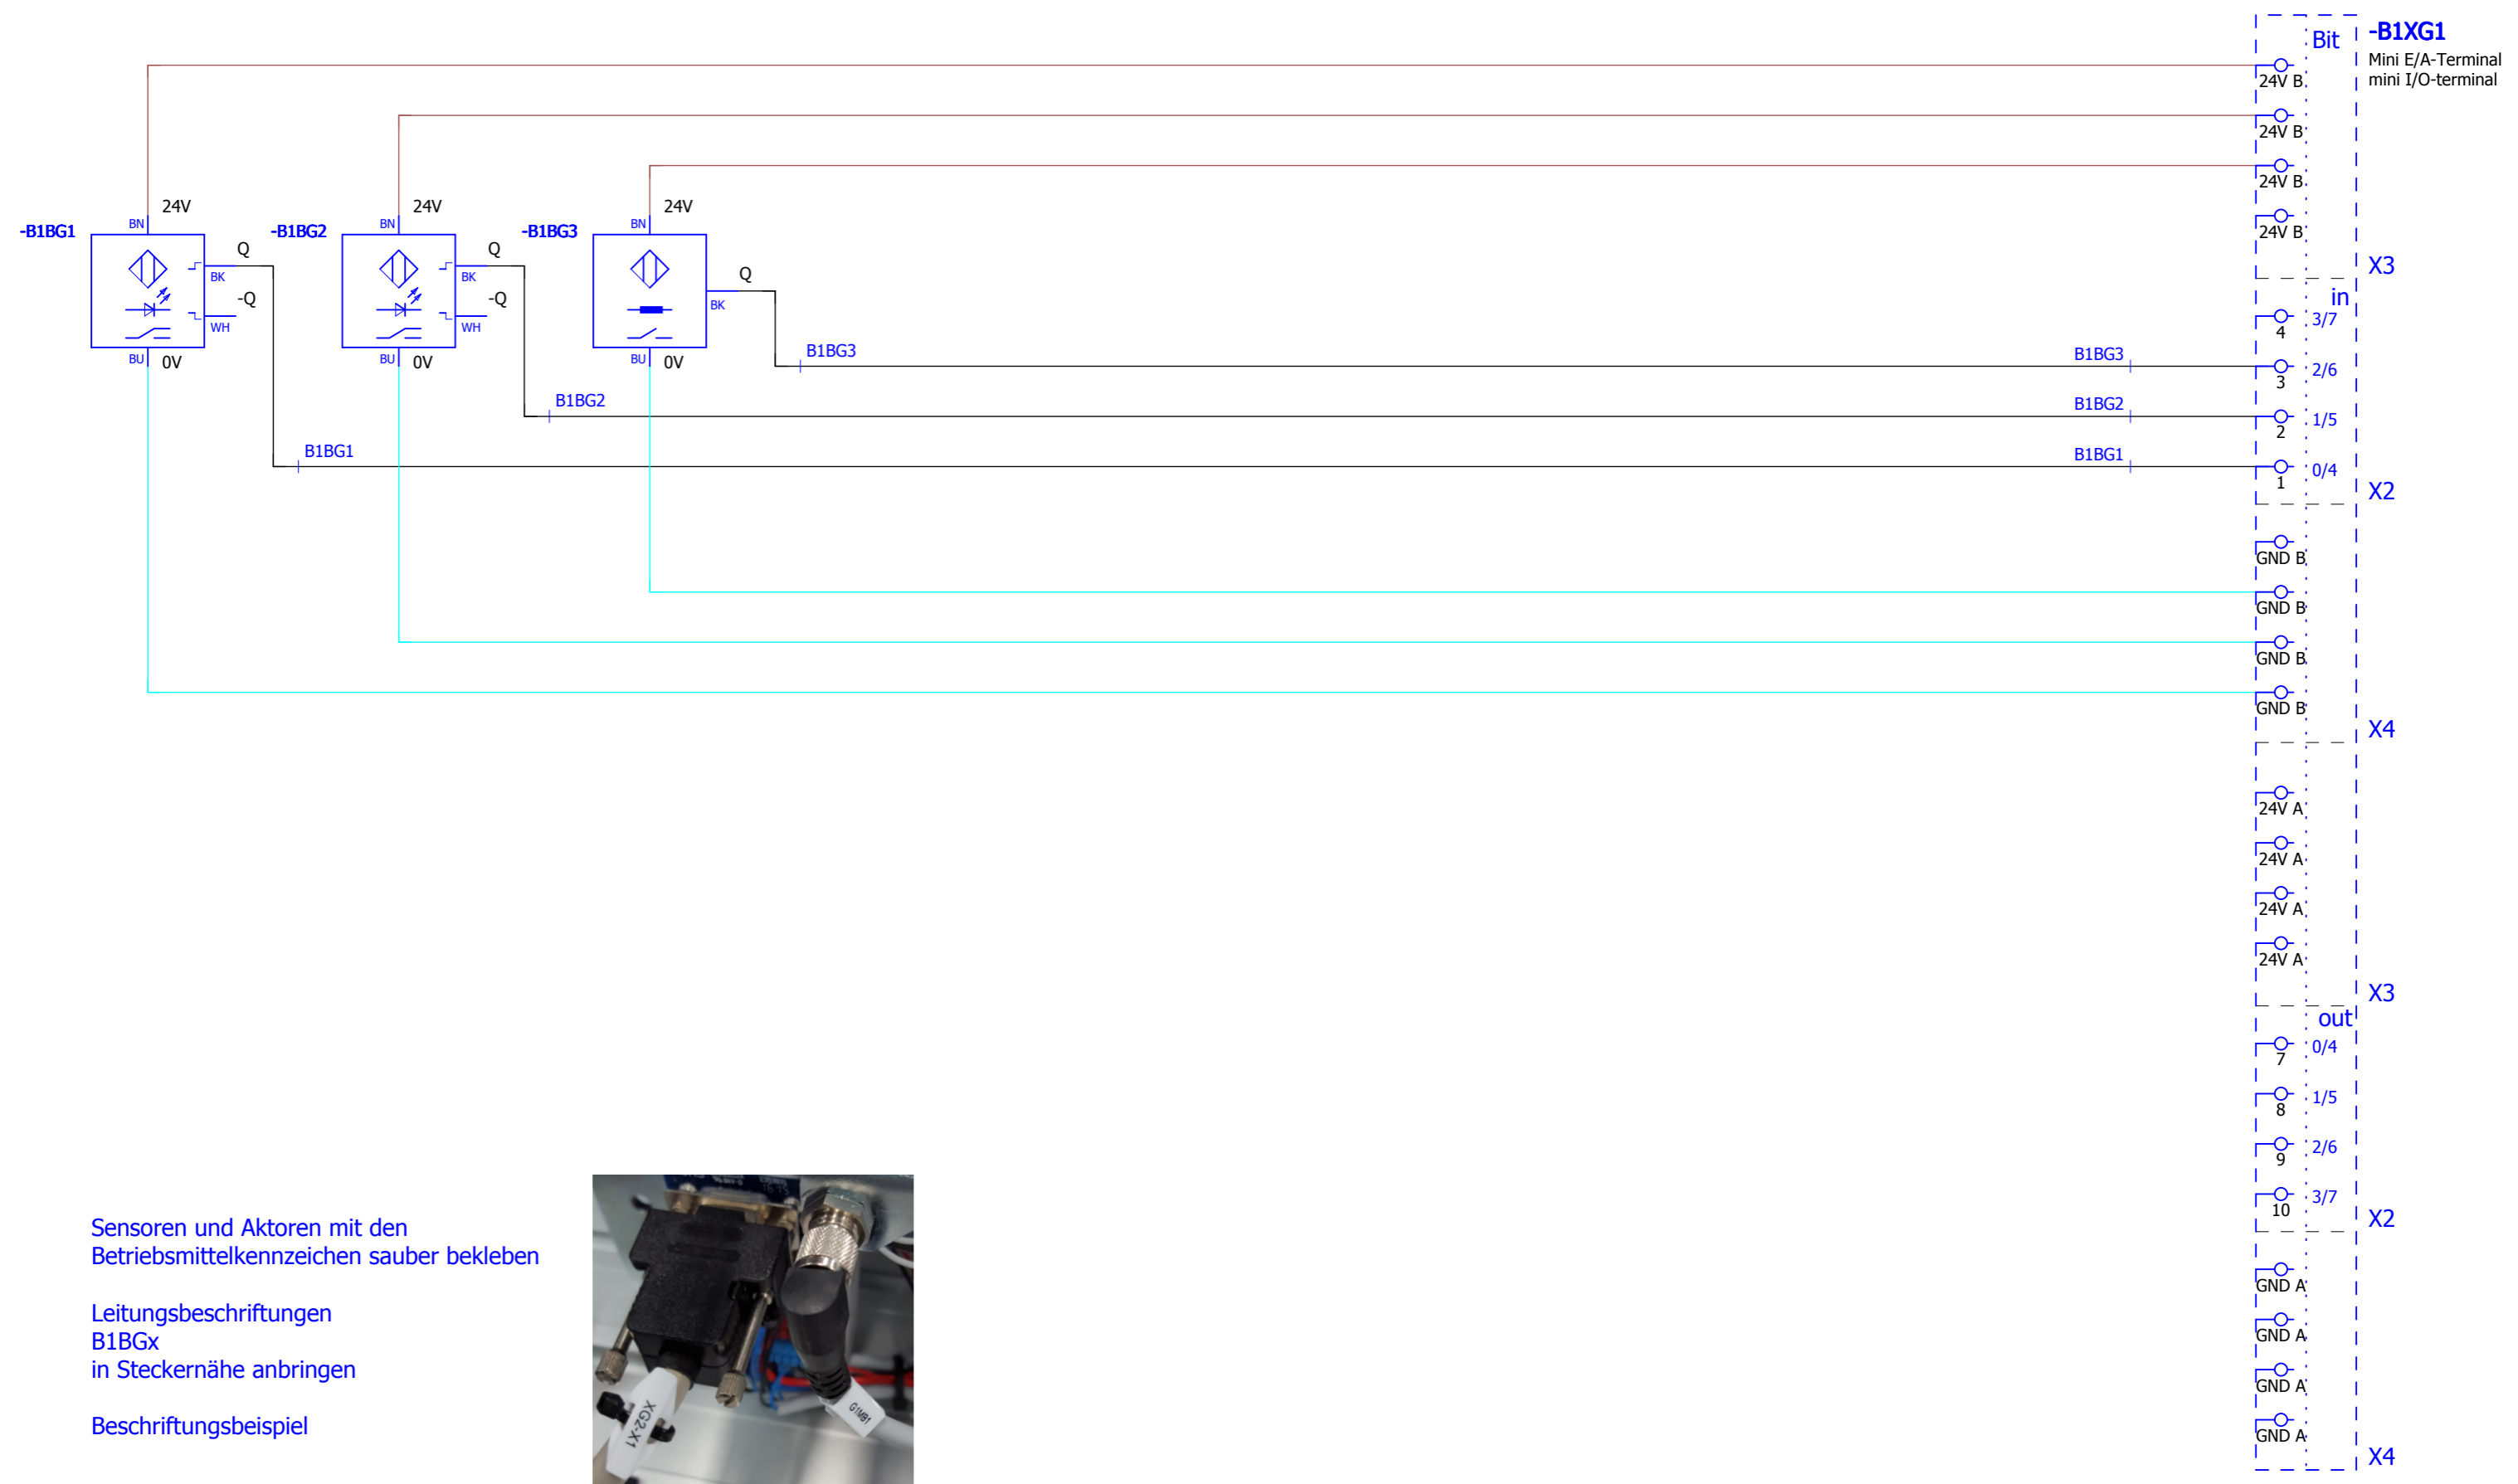 Bit
-B1XG1
Mini E/A-Terminal
mini I/O-terminal
24V B
24V B
24V B
24V B
X3
-B1BG1
BN
24V
Q
BK
-Q
WH
BU
0V
-B1BG2
BN
24V
Q
BK
-Q
WH
BU
0V
-B1BG3
BN
24V
Q
BK
BU
0V
in
4 3/7
B1BG3 B1BG3
3 2/6
B1BG2 B1BG2
2 1/5
B1BG1 B1BG1
1 0/4
X2
GND B
GND B
GND B
GND B
X4
24V A
24V A
24V A
24V A
X3
out
7 0/4
8 1/5
9 2/6
10 3/7
X2
GND A
GND A
GND A
GND A
X4
Sensoren und Aktoren mit den
Betriebsmittelkennzeichen sauber bekleben
Leitungsbeschriftungen
B1BGx
in Steckernähe anbringen
Beschriftungsbeispiel
XG2-X1
G1MB1